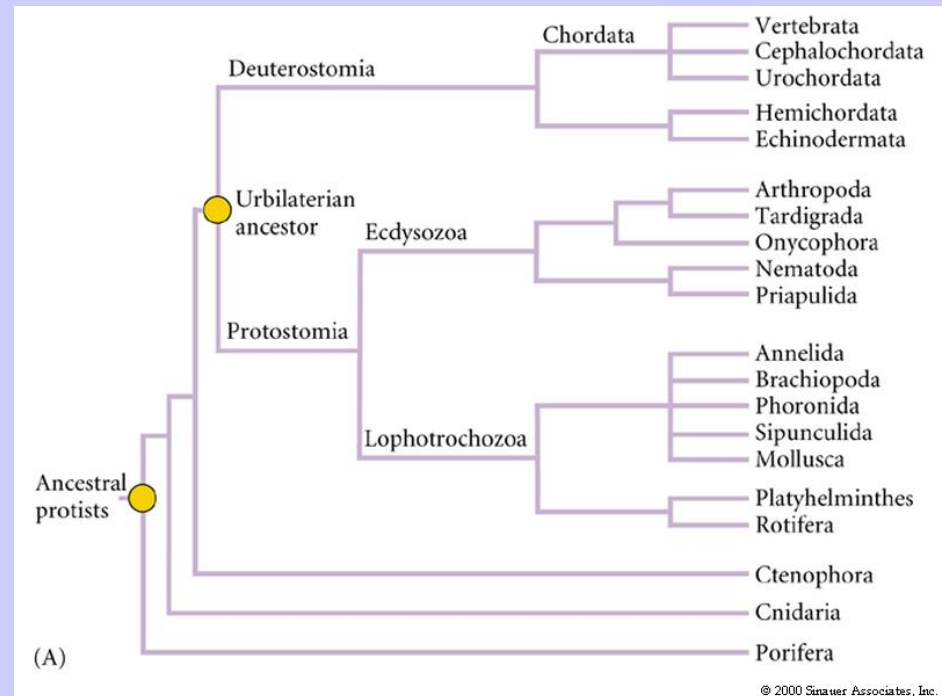 Chordata
Vertebrata
Cephalochordata
Urochordata
Deuterostomia
Hemichordata
Echinodermata
Urbilaterian
ancestor
Ecdysozoa
Arthropoda
Tardigrada
Onycophora
Nematoda
Priapulida
Protostomia
Lophotrochozoa
Annelida
Brachiopoda
Phoronida
Sipunculida
Mollusca
Platyhelminthes
Rotifera
Ancestral
protists
Ctenophora
Cnidaria
Porifera
(A)
© 2000 Sinauer Associates, Inc.